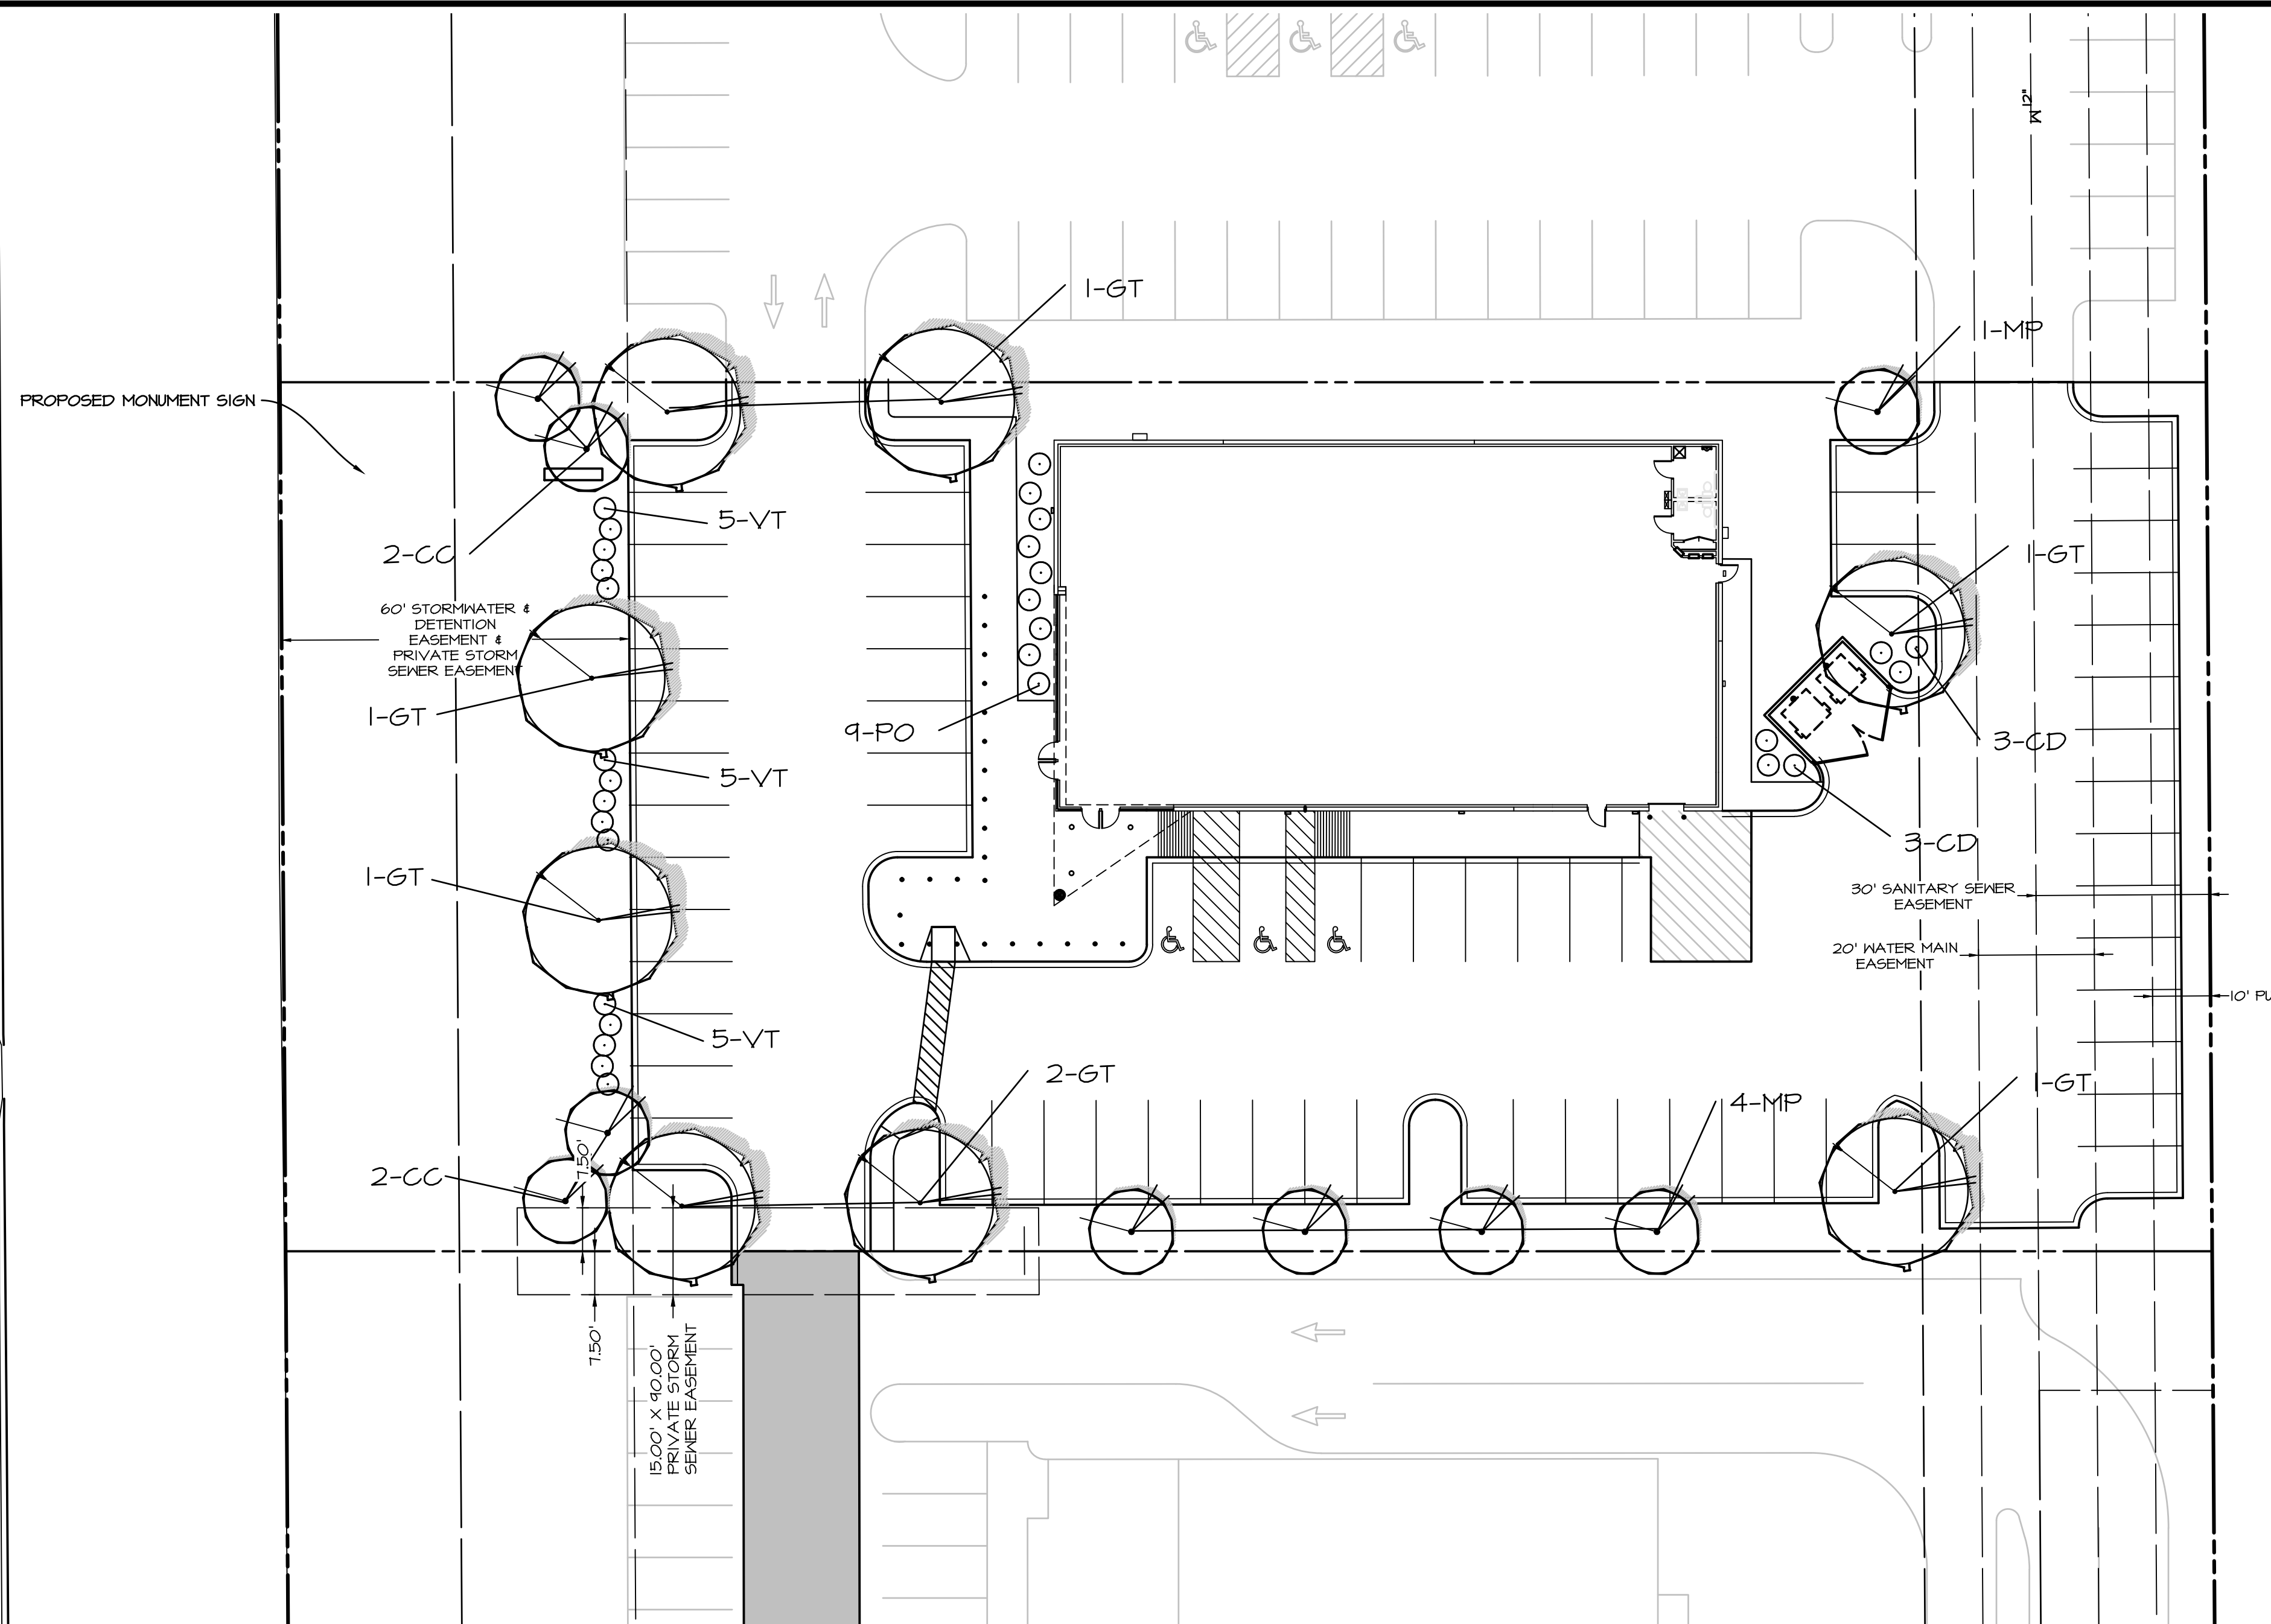 12"
W
1-GT
1-MP
PROPOSED MONUMENT SIGN
5-VT
2-CC
1-GT
60' STORMWATER &
DETENTION
EASEMENT &
PRIVATE STORM
SEWER EASEMENT
1-GT
9-PO
3-CD
5-VT
3-CD
1-GT
30' SANITARY SEWER
EASEMENT
20' WATER MAIN
EASEMENT
10' PU
5-VT
2-GT
1-GT
4-MP
2-CC
7.50'
7.50'
15.00' X 90.00'
PRIVATE STORM
SEWER EASEMENT